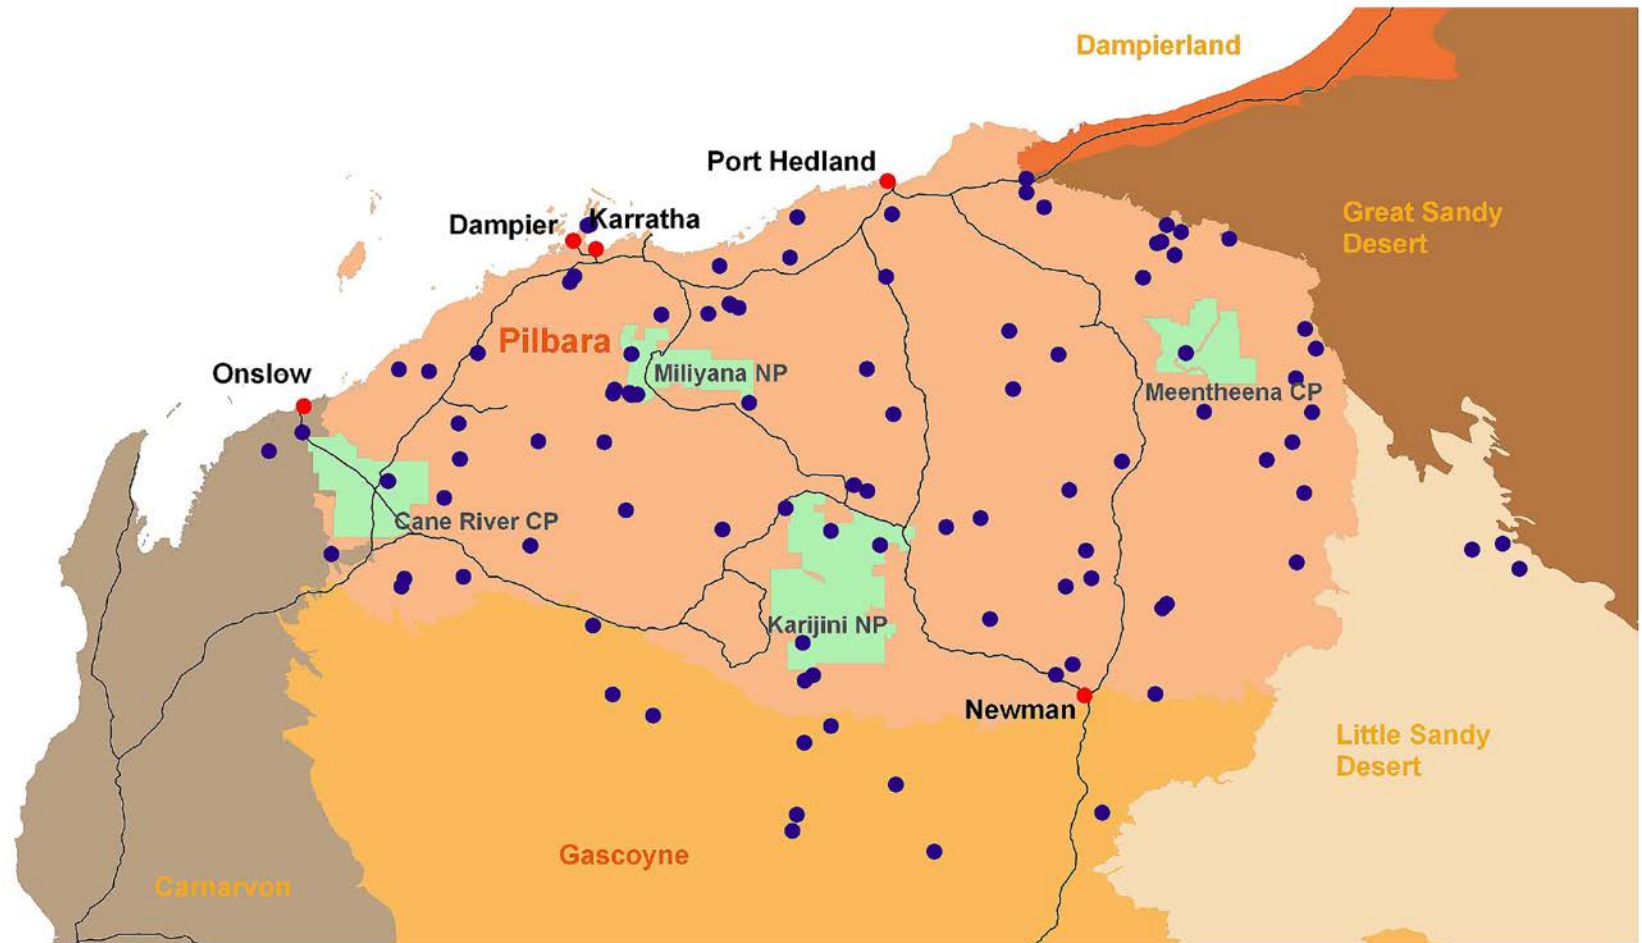 Dampierland
Port Hedland
Great Sandy
Desert
Dampier
Karratha
Pilbara
Onslow
Miliyana NP
Meentheena CP
Cane River CP
Karijini NP
Newman
Little Sandy
Desert
Gascoyne
Carnarvon